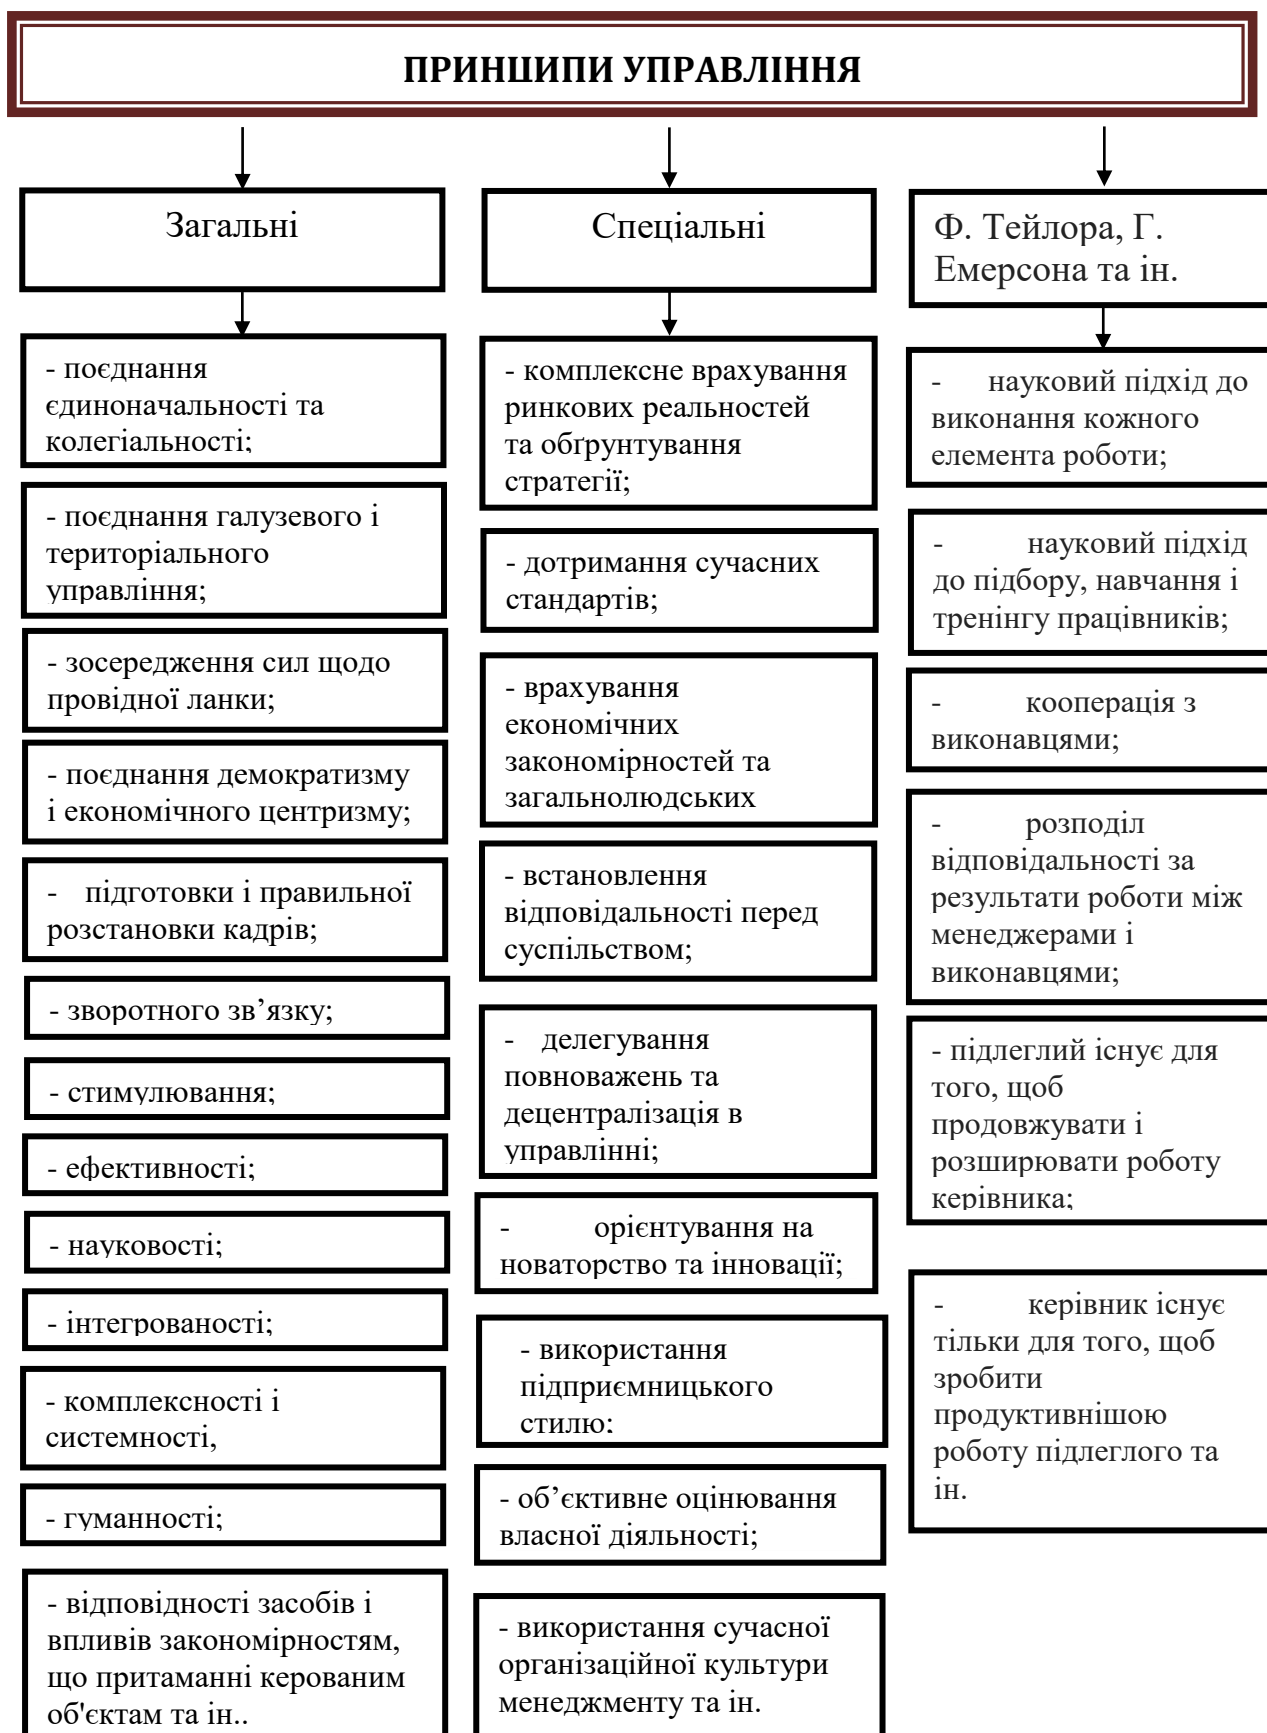 ПРИНЦИПИ УПРАВЛІННЯ
Загальні
- поєднання
єдиноначальності та
колегіальності;
- поєднання галузевого і
територіального
управління;
- зосередження сил щодо
провідної ланки;
- поєднання демократизму
і економічного центризму;
- підготовки і правильної
розстановки кадрів;
- зворотного зв’язку;
- стимулювання;
- ефективності;
- науковості;
- інтегрованості;
- комплексності і
системності,
- гуманності;
- відповідності засобів і
впливів закономірностям,
що притаманні керованим
об'єктам та ін..
Спеціальні
- комплексне врахування
ринкових реальностей
та обґрунтування
стратегії;
- дотримання сучасних
стандартів;
- врахування
економічних
закономірностей та
загальнолюдських
- встановлення
відповідальності перед
суспільством;
- делегування
повноважень та
децентралізація в
управлінні;
- орієнтування на
новаторство та інновації;
- використання
підприємницького
стилю;
- об’єктивне оцінювання
власної діяльності;
- використання сучасної
організаційної культури
менеджменту та ін.
Ф. Тейлора, Г.
Емерсона та ін.
- науковий підхід до
виконання кожного
елемента роботи;
- науковий підхід
до підбору, навчання і
тренінгу працівників;
- кооперація з
виконавцями;
- розподіл
відповідальності за
результати роботи між
менеджерами і
виконавцями;
- підлеглий існує для
того, щоб
продовжувати і
розширювати роботу
керівника;
- керівник існує
тільки для того, щоб
зробити
продуктивнішою
роботу підлеглого та
ін.